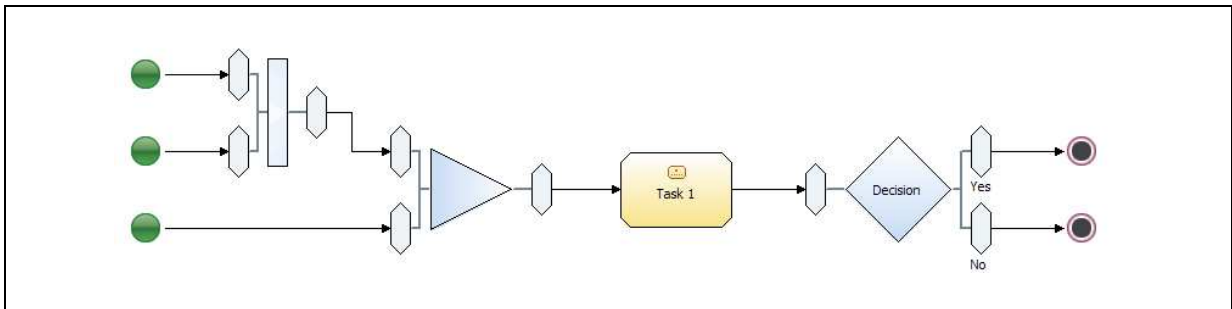 Task 1
Decision
Yes
No